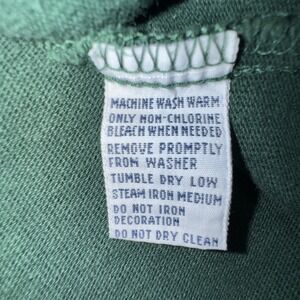 MACHINE WASH WARM
ONLY NON-CHLORINE
BLEACH WHEN NEEDED
REMOVE PROMPTLY
FROM WASHER
TUMBLE DRY LOW
STEAM IRON MEDIUM
DO NOT IRON
DECORATION
DO NOT DRY CLEAN